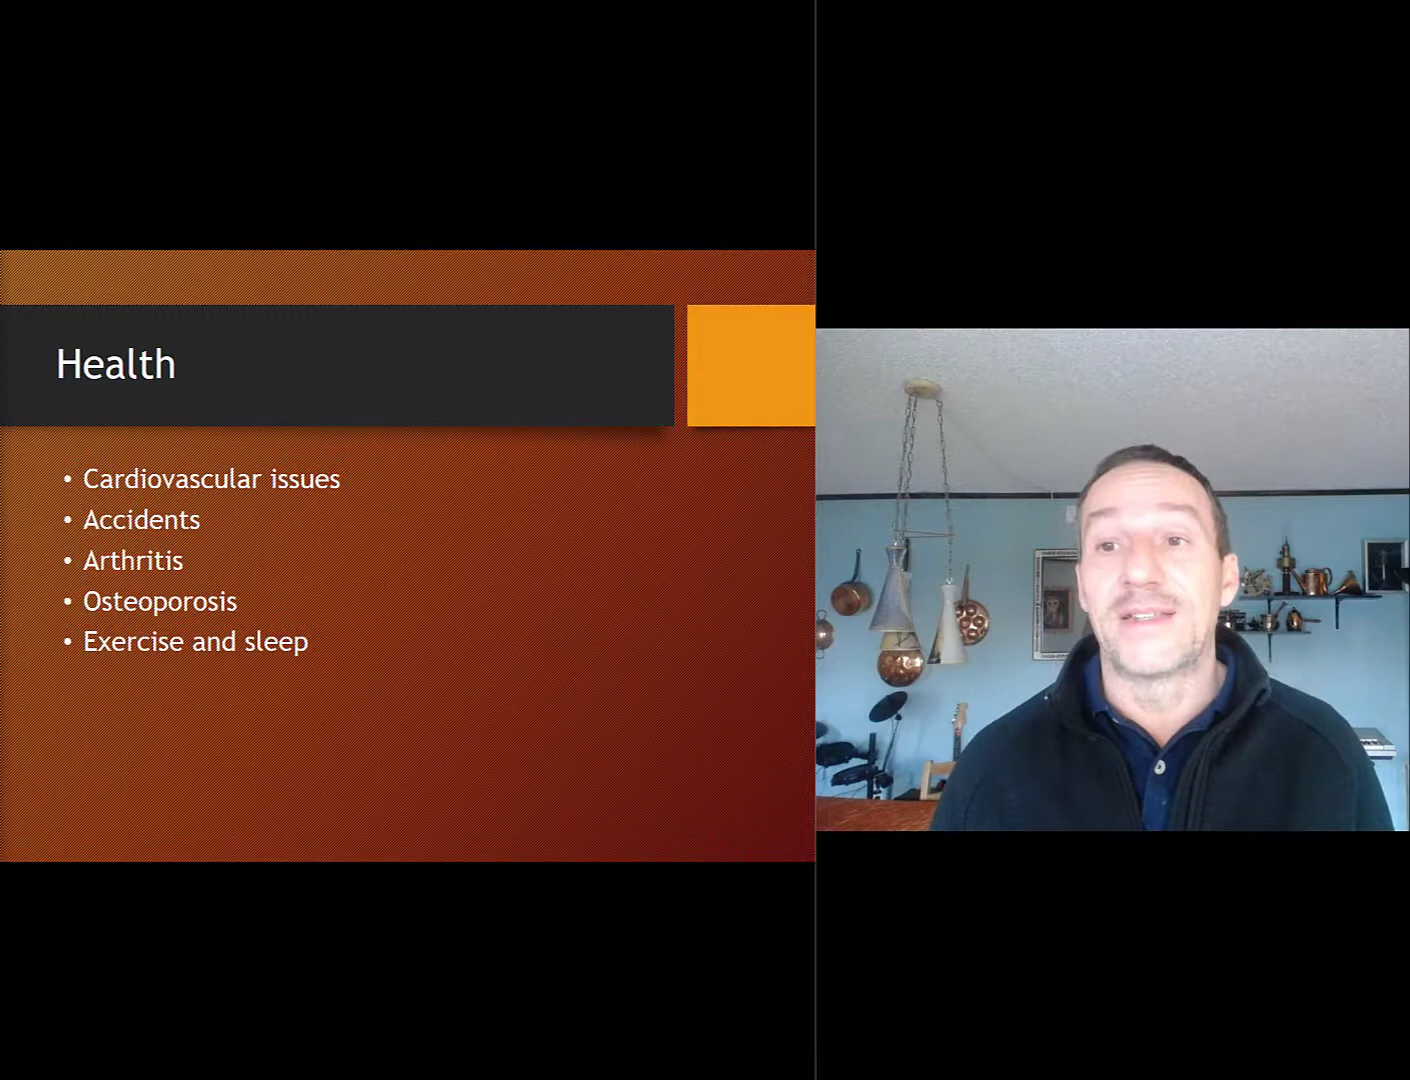 Health
• Cardiovascular issues
• Accidents
• Arthritis
• Osteoporosis
• Exercise and sleep